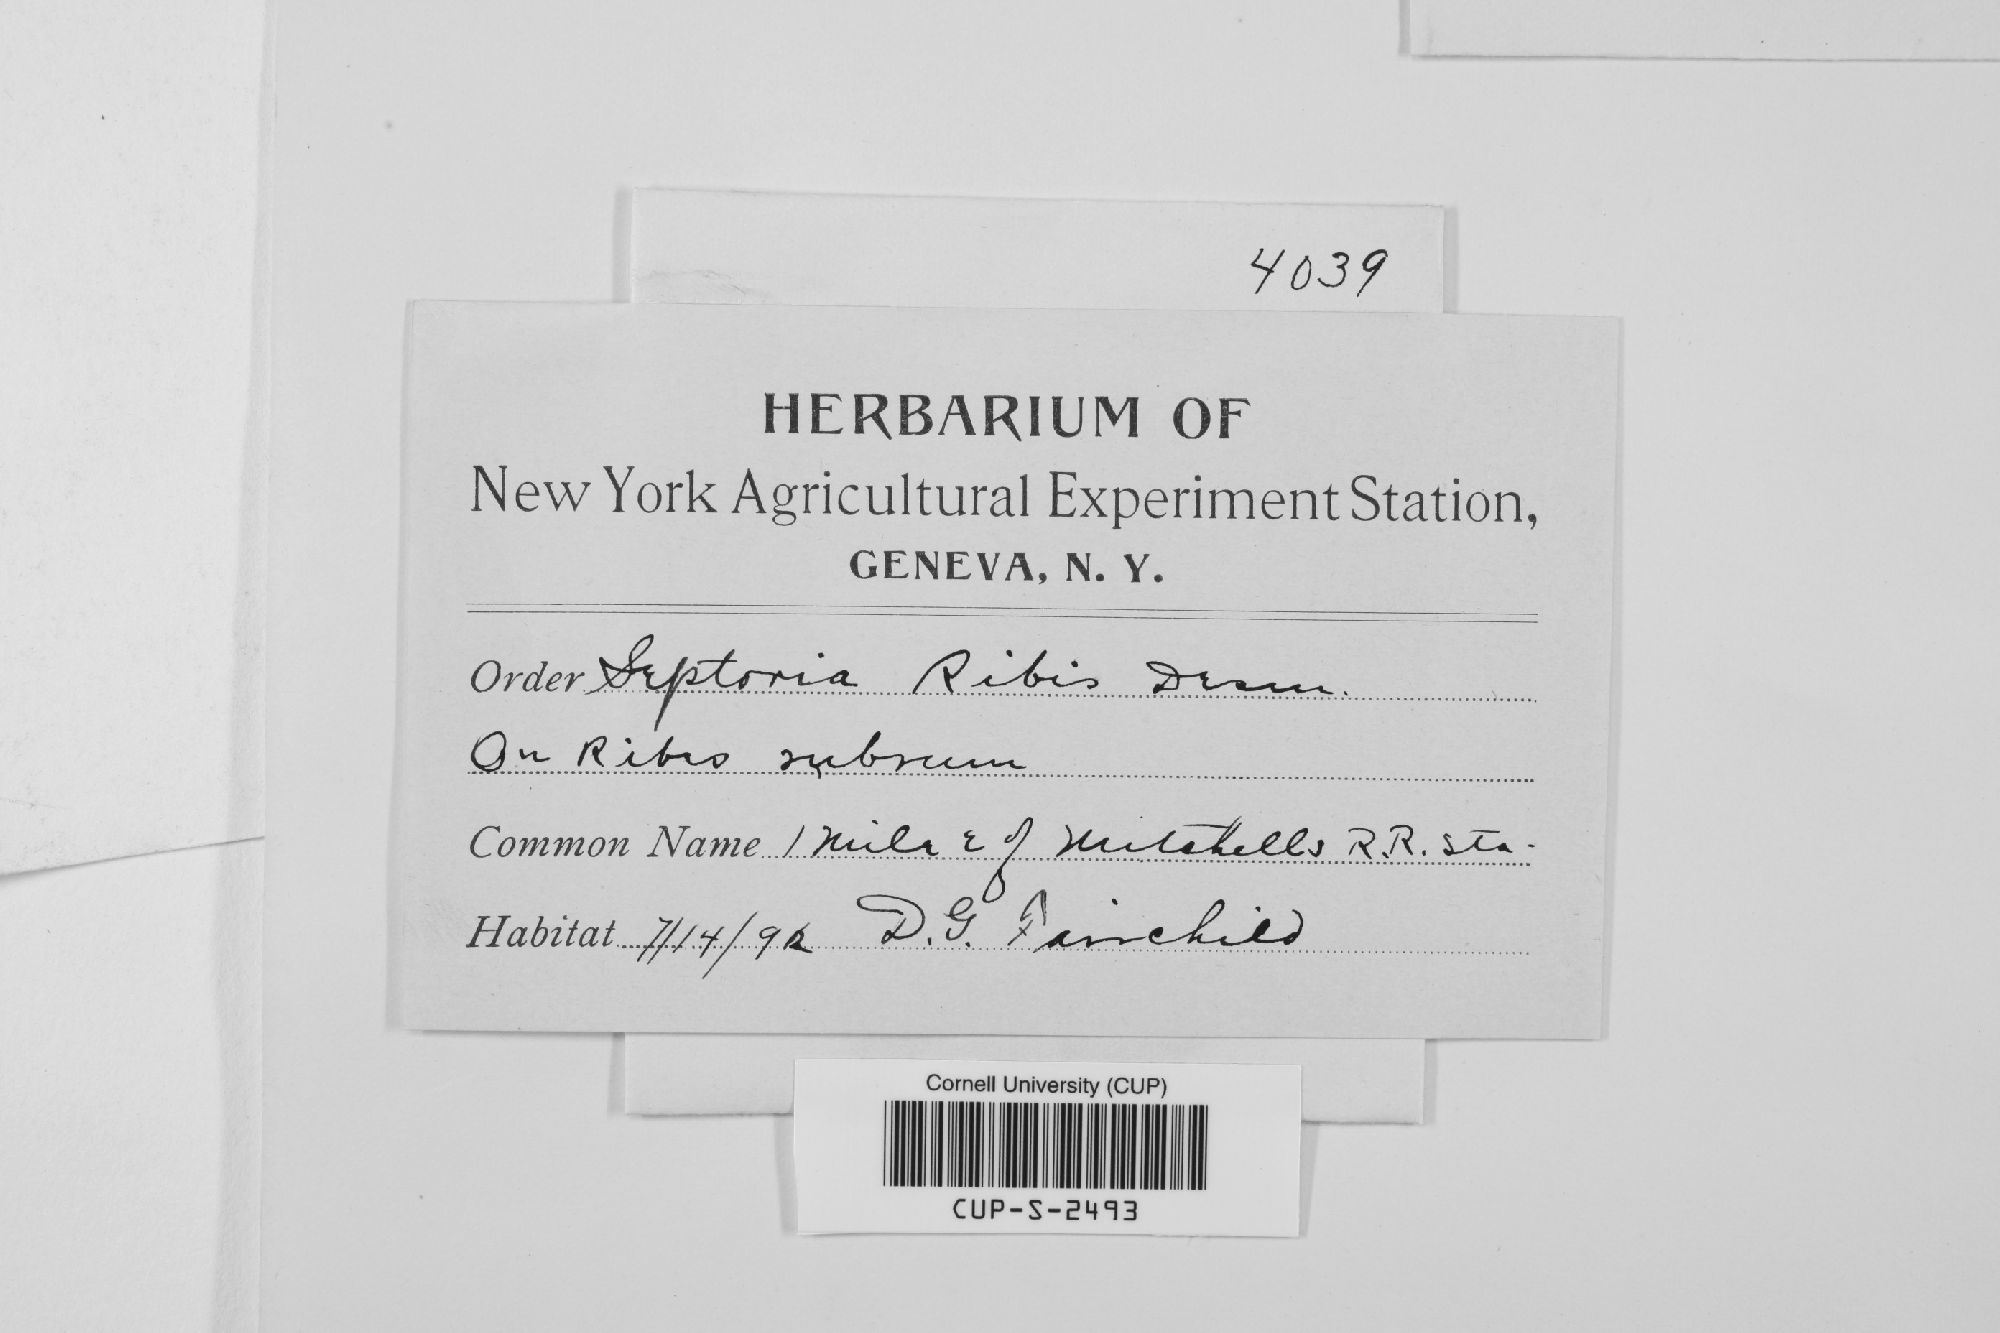 4039
HERBARIUM OF
New York Agricultural Experiment Station,
GENEVA, N. Y.
Order Septoria Ribis Desm.
On Ribes rubrum
Common Name 1 Mile E of Mitchells R.R. Sta.
Habitat 7/14/92 D.G. Fairchild
Cornell University (CUP)
CUP-S-2493